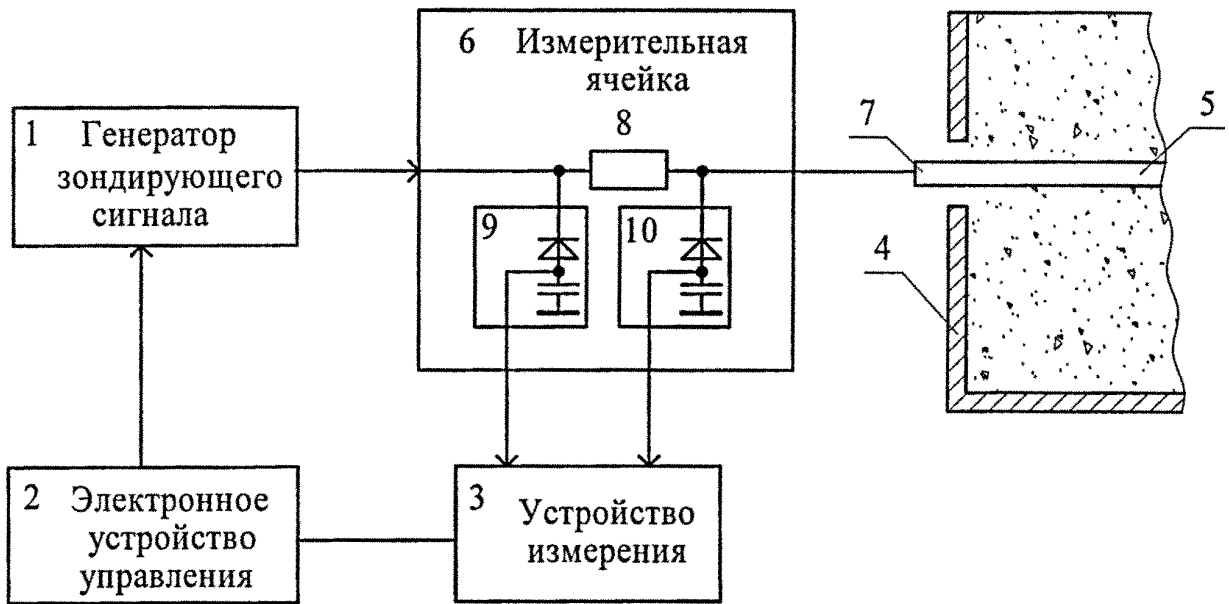 6 Измерительная
ячейка
8
7
5
1 Генератор
зондирующего
сигнала
9
10
4
2 Электронное
устройство
управления
3 Устройство
измерения